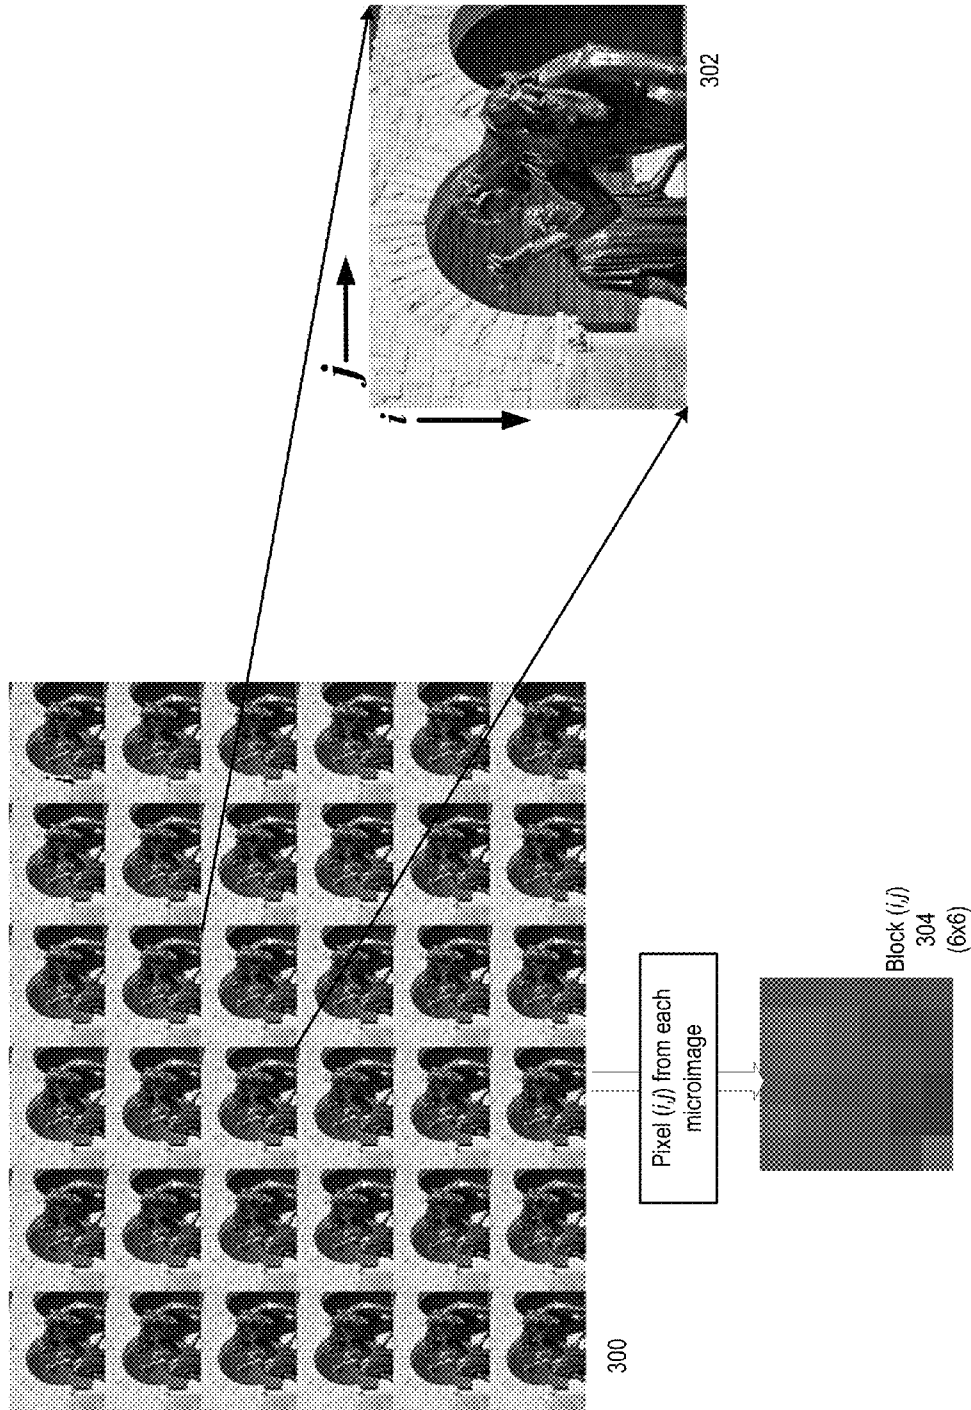 302
j
i
j
300
Pixel (i,j) from each
microimage
Block (i,j)
304
(6x6)